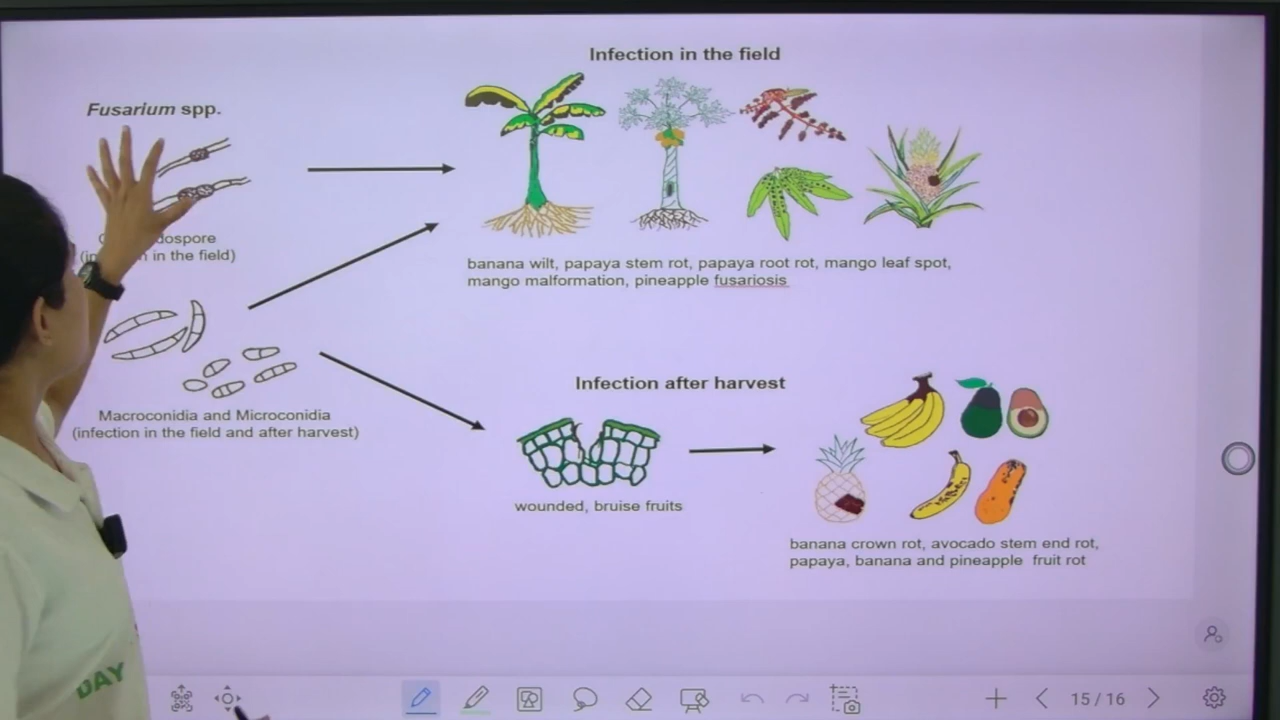 Infection in the field
Fusarium spp.
dospore
in the field)
banana wilt, papaya stem rot, papaya root rot, mango leaf spot,
mango malformation, pineapple fusariosis
Infection after harvest
Macroconidia and Microconidia
(infection in the field and after harvest)
wounded, bruise fruits
banana crown rot, avocado stem end rot,
papaya, banana and pineapple fruit rot
DAY
15 / 16